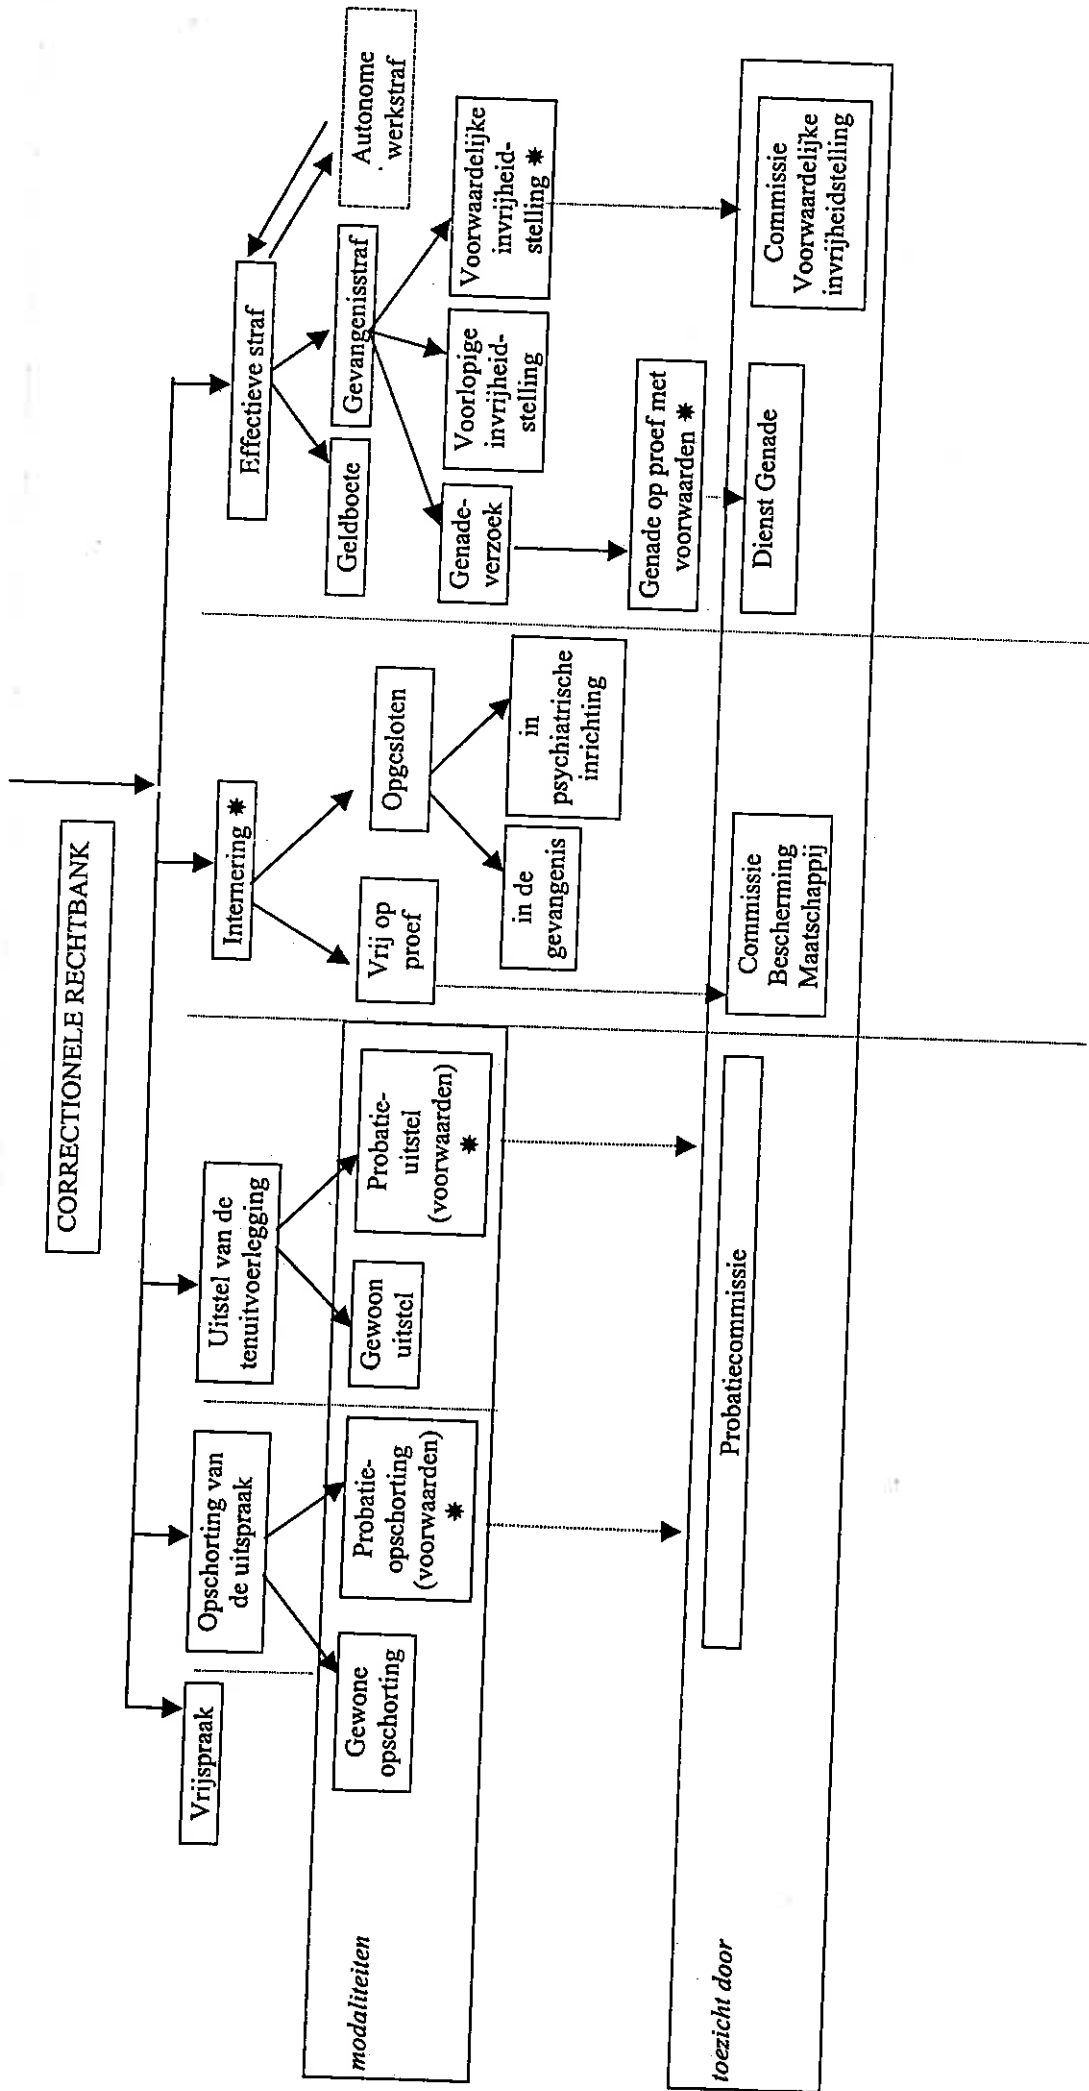 CORRECTIONELE RECHTBANK
Vrijspraak
Opschorting van
de uitspraak
Uitstel van de
tenuitvoerlegging
Internering *
Effectieve straf
modaliteiten
Gewone
opschorting
Probatie-
opschorting
(voorwaarden)
*
Gewoon
uitstel
Probatie-
uitstel
(voorwaarden)
*
Vrij op
proef
Opgesloten
Geldboete
Gevangenisstraf
Autonome
werkstraf
in de
gevangenis
in
psychiatrische
inrichting
Genade-
verzoek
Voorlopige
invrijheid-
stelling
Voorwaardelijke
invrijheid-
stelling *
Genade op proef met
voorwaarden *
toezicht door
Probatiecommissie
Commissie
Bescherming
Maatschappij
Dienst Genade
Commissie
Voorwaardelijke
invrijheidstelling